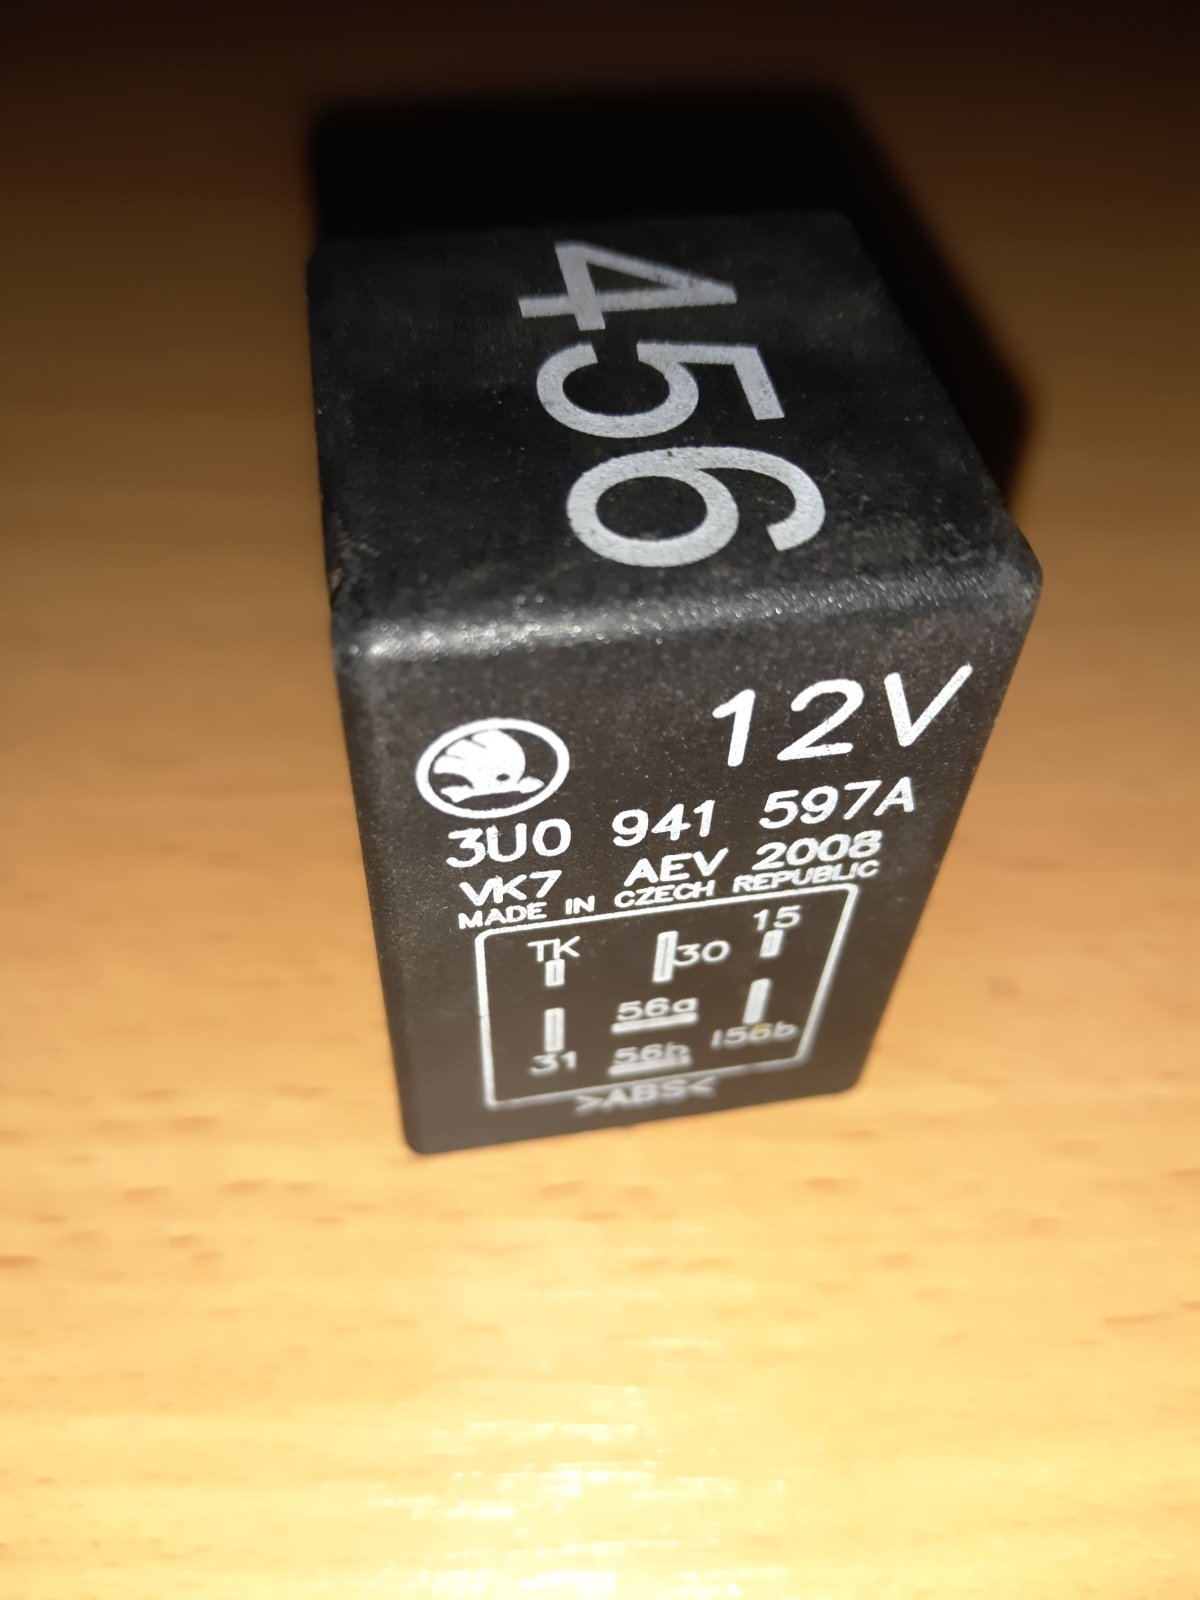 456
12V
3U0 941 597A
VK7 AEV 2008
MADE IN CZECH REPUBLIC
TK 30 15
56a
31 56b I56b
>ABS<